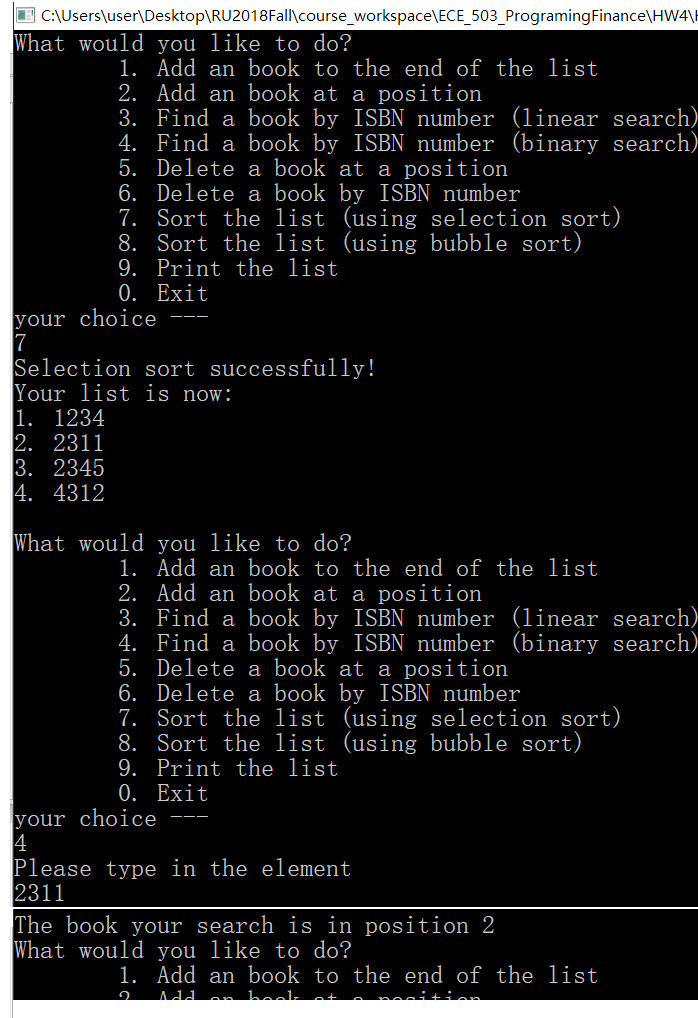 C:\Users\user\Desktop\RU2018Fall\course_workspace\ECE_503_ProgramingFinance\HW4\
What would you like to do?
1. Add an book to the end of the list
2. Add an book at a position
3. Find a book by ISBN number (linear search)
4. Find a book by ISBN number (binary search)
5. Delete a book at a position
6. Delete a book by ISBN number
7. Sort the list (using selection sort)
8. Sort the list (using bubble sort)
9. Print the list
0. Exit
your choice ---
7
Selection sort successfully!
Your list is now:
1. 1234
2. 2311
3. 2345
4. 4312
What would you like to do?
1. Add an book to the end of the list
2. Add an book at a position
3. Find a book by ISBN number (linear search)
4. Find a book by ISBN number (binary search)
5. Delete a book at a position
6. Delete a book by ISBN number
7. Sort the list (using selection sort)
8. Sort the list (using bubble sort)
9. Print the list
0. Exit
your choice ---
4
Please type in the element
2311
The book your search is in position 2
What would you like to do?
1. Add an book to the end of the list
2. Add an book at a position